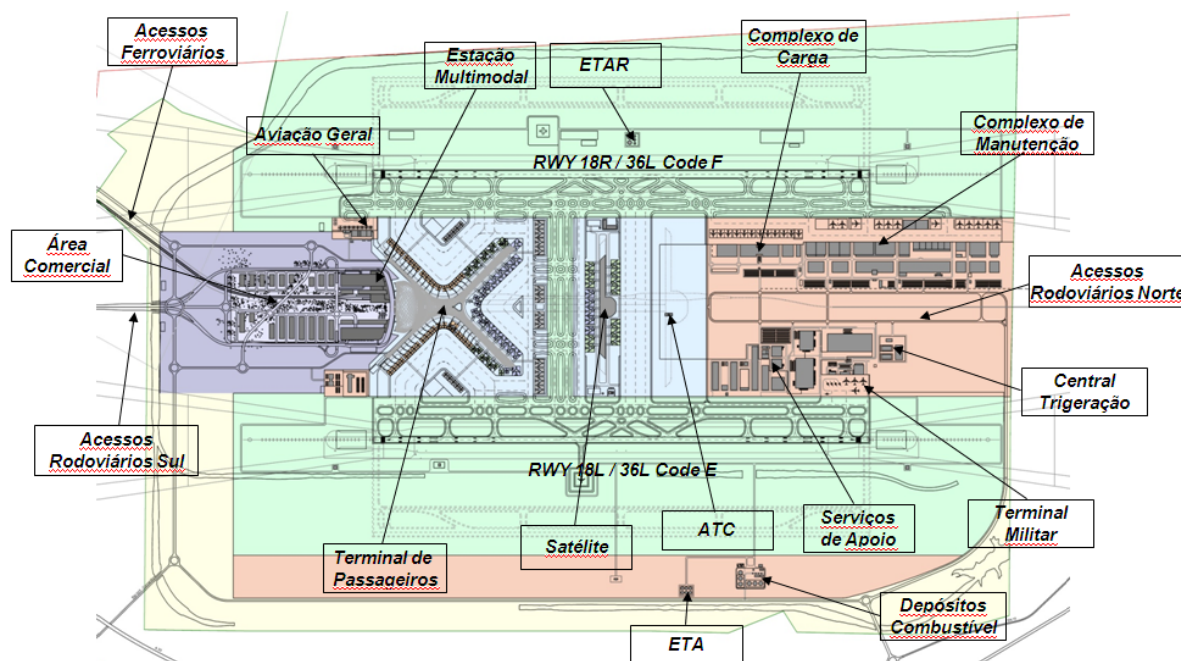 Acessos
Ferroviários
Estação
Multimodal
ETAR
Complexo de
Carga
Aviação Geral
Complexo de
Manutenção
RWY 18R / 36L Code F
Área
Comercial
Acessos
Rodoviários Norte
Central
Trigeração
Acessos
Rodoviários Sul
RWY 18L / 36L Code E
Terminal de
Passageiros
Satélite
ATC
Serviços
de Apoio
Terminal
Militar
ETA
Depósitos
Combustível